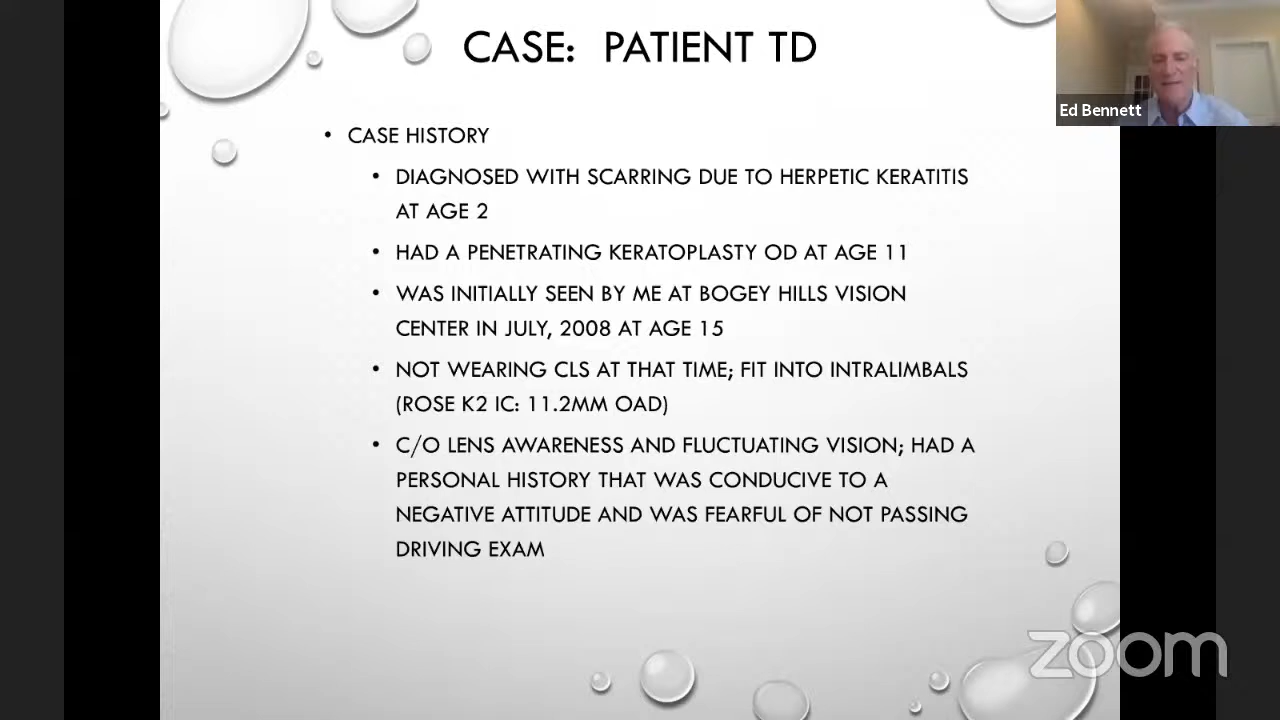 CASE: PATIENT TD
Ed Bennett
• CASE HISTORY
• DIAGNOSED WITH SCARRING DUE TO HERPETIC KERATITIS
AT AGE 2
• HAD A PENETRATING KERATOPLASTY OD AT AGE 11
• WAS INITIALLY SEEN BY ME AT BOGEY HILLS VISION
CENTER IN JULY, 2008 AT AGE 15
• NOT WEARING CLS AT THAT TIME; FIT INTO INTRALIMBALS
(ROSE K2 IC: 11.2MM OAD)
• C/O LENS AWARENESS AND FLUCTUATING VISION; HAD A
PERSONAL HISTORY THAT WAS CONDUCIVE TO A
NEGATIVE ATTITUDE AND WAS FEARFUL OF NOT PASSING
DRIVING EXAM
zoom